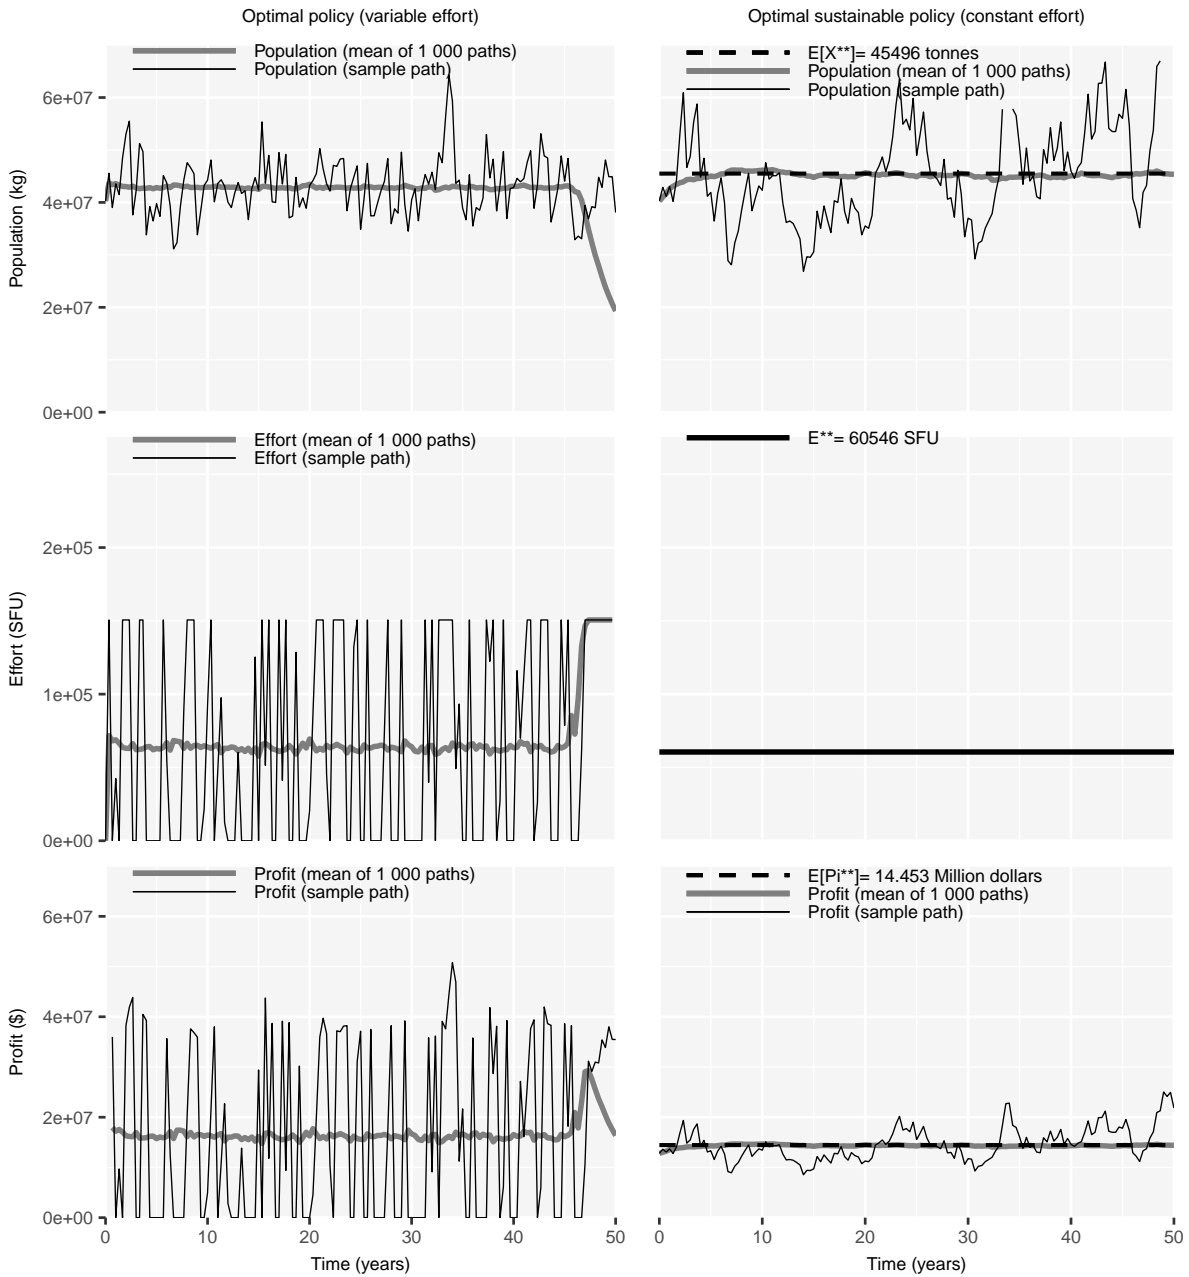 Optimal policy (variable effort)
Optimal sustainable policy (constant effort)
Population (mean of 1 000 paths)
Population (sample path)
E[X**]= 45496 tonnes
Population (mean of 1 000 paths)
Population (sample path)
Population (kg)
6e+07
4e+07
2e+07
0e+00
Effort (mean of 1 000 paths)
Effort (sample path)
E**= 60546 SFU
Effort (SFU)
2e+05
1e+05
0e+00
Profit (mean of 1 000 paths)
Profit (sample path)
E[Pi**]= 14.453 Million dollars
Profit (mean of 1 000 paths)
Profit (sample path)
Profit ($)
6e+07
4e+07
2e+07
0e+00
0 10 20 30 40 50
0 10 20 30 40 50
Time (years)
Time (years)